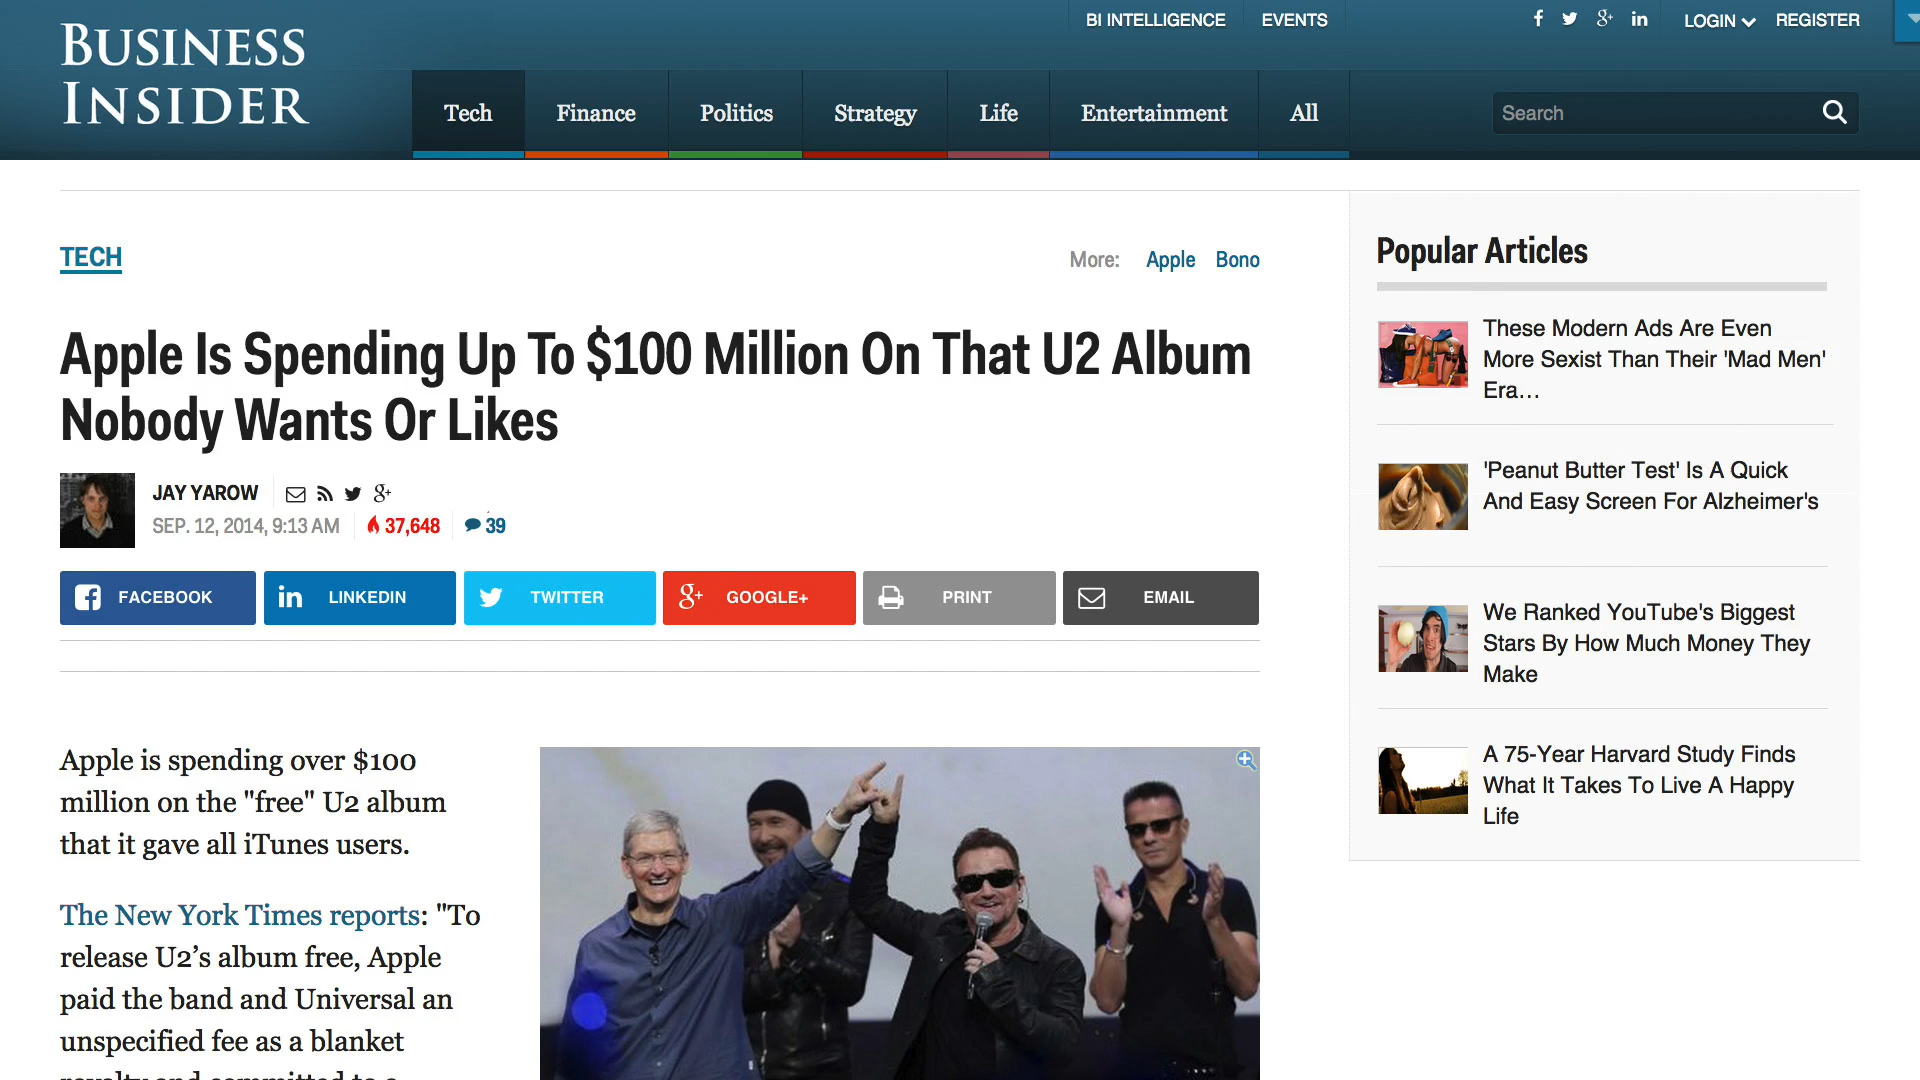 BUSINESS
INSIDER
BI INTELLIGENCE
EVENTS
LOGIN
REGISTER
Tech
Finance
Politics
Strategy
Life
Entertainment
All
Search
TECH
More: Apple Bono
Apple Is Spending Up To $100 Million On That U2 Album
Nobody Wants Or Likes
JAY YAROW
SEP. 12, 2014, 9:13 AM
37,648
39
FACEBOOK
LINKEDIN
TWITTER
GOOGLE+
PRINT
EMAIL
Apple is spending over $100
million on the "free" U2 album
that it gave all iTunes users.
The New York Times reports: "To
release U2’s album free, Apple
paid the band and Universal an
unspecified fee as a blanket
royalty and committed to a
Popular Articles
These Modern Ads Are Even
More Sexist Than Their 'Mad Men'
Era…
'Peanut Butter Test' Is A Quick
And Easy Screen For Alzheimer's
We Ranked YouTube's Biggest
Stars By How Much Money They
Make
A 75-Year Harvard Study Finds
What It Takes To Live A Happy
Life